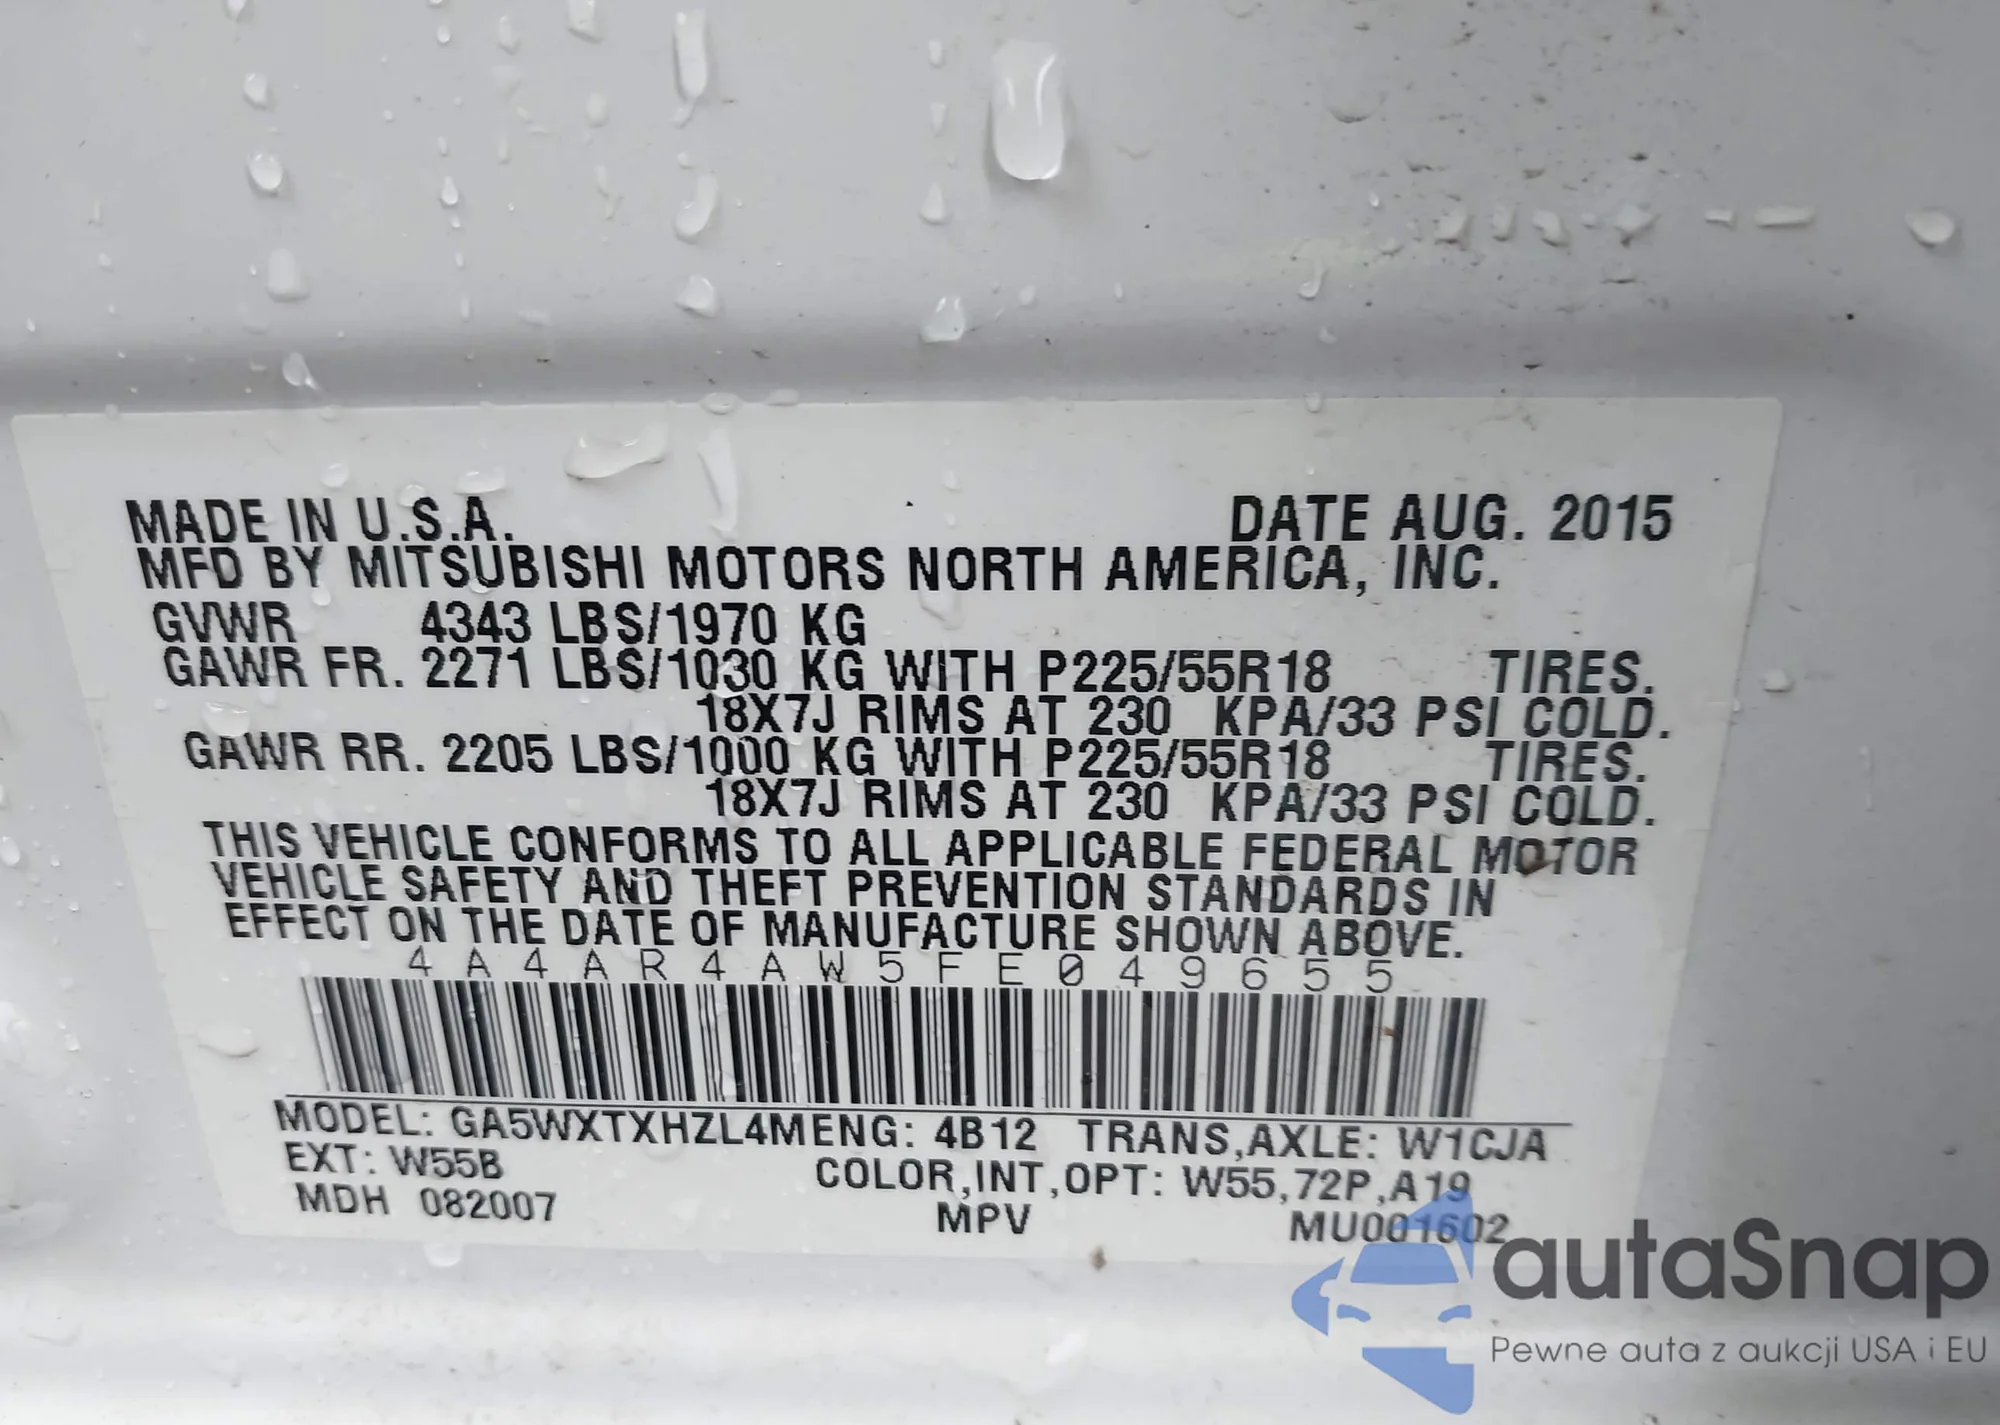 MADE IN U.S.A. DATE AUG. 2015
MFD BY MITSUBISHI MOTORS NORTH AMERICA, INC.
GVWR 4343 LBS/1970 KG
GAWR FR. 2271 LBS/1030 KG WITH P225/55R18 TIRES.
18X7J RIMS AT 230 KPA/33 PSI COLD.
GAWR RR. 2205 LBS/1000 KG WITH P225/55R18 TIRES.
18X7J RIMS AT 230 KPA/33 PSI COLD.
THIS VEHICLE CONFORMS TO ALL APPLICABLE FEDERAL MOTOR
VEHICLE SAFETY AND THEFT PREVENTION STANDARDS IN
EFFECT ON THE DATE OF MANUFACTURE SHOWN ABOVE.
4A4AR4AW5FE049655
MODEL: GA5WXTXHZL4MENG: 4B12 TRANS,AXLE: W1CJA
EXT: W55B COLOR,INT,OPT: W55,72P,A19
MDH 082007 MPV MU001602
autaSnap
Pewne auta z aukcji USA i EU